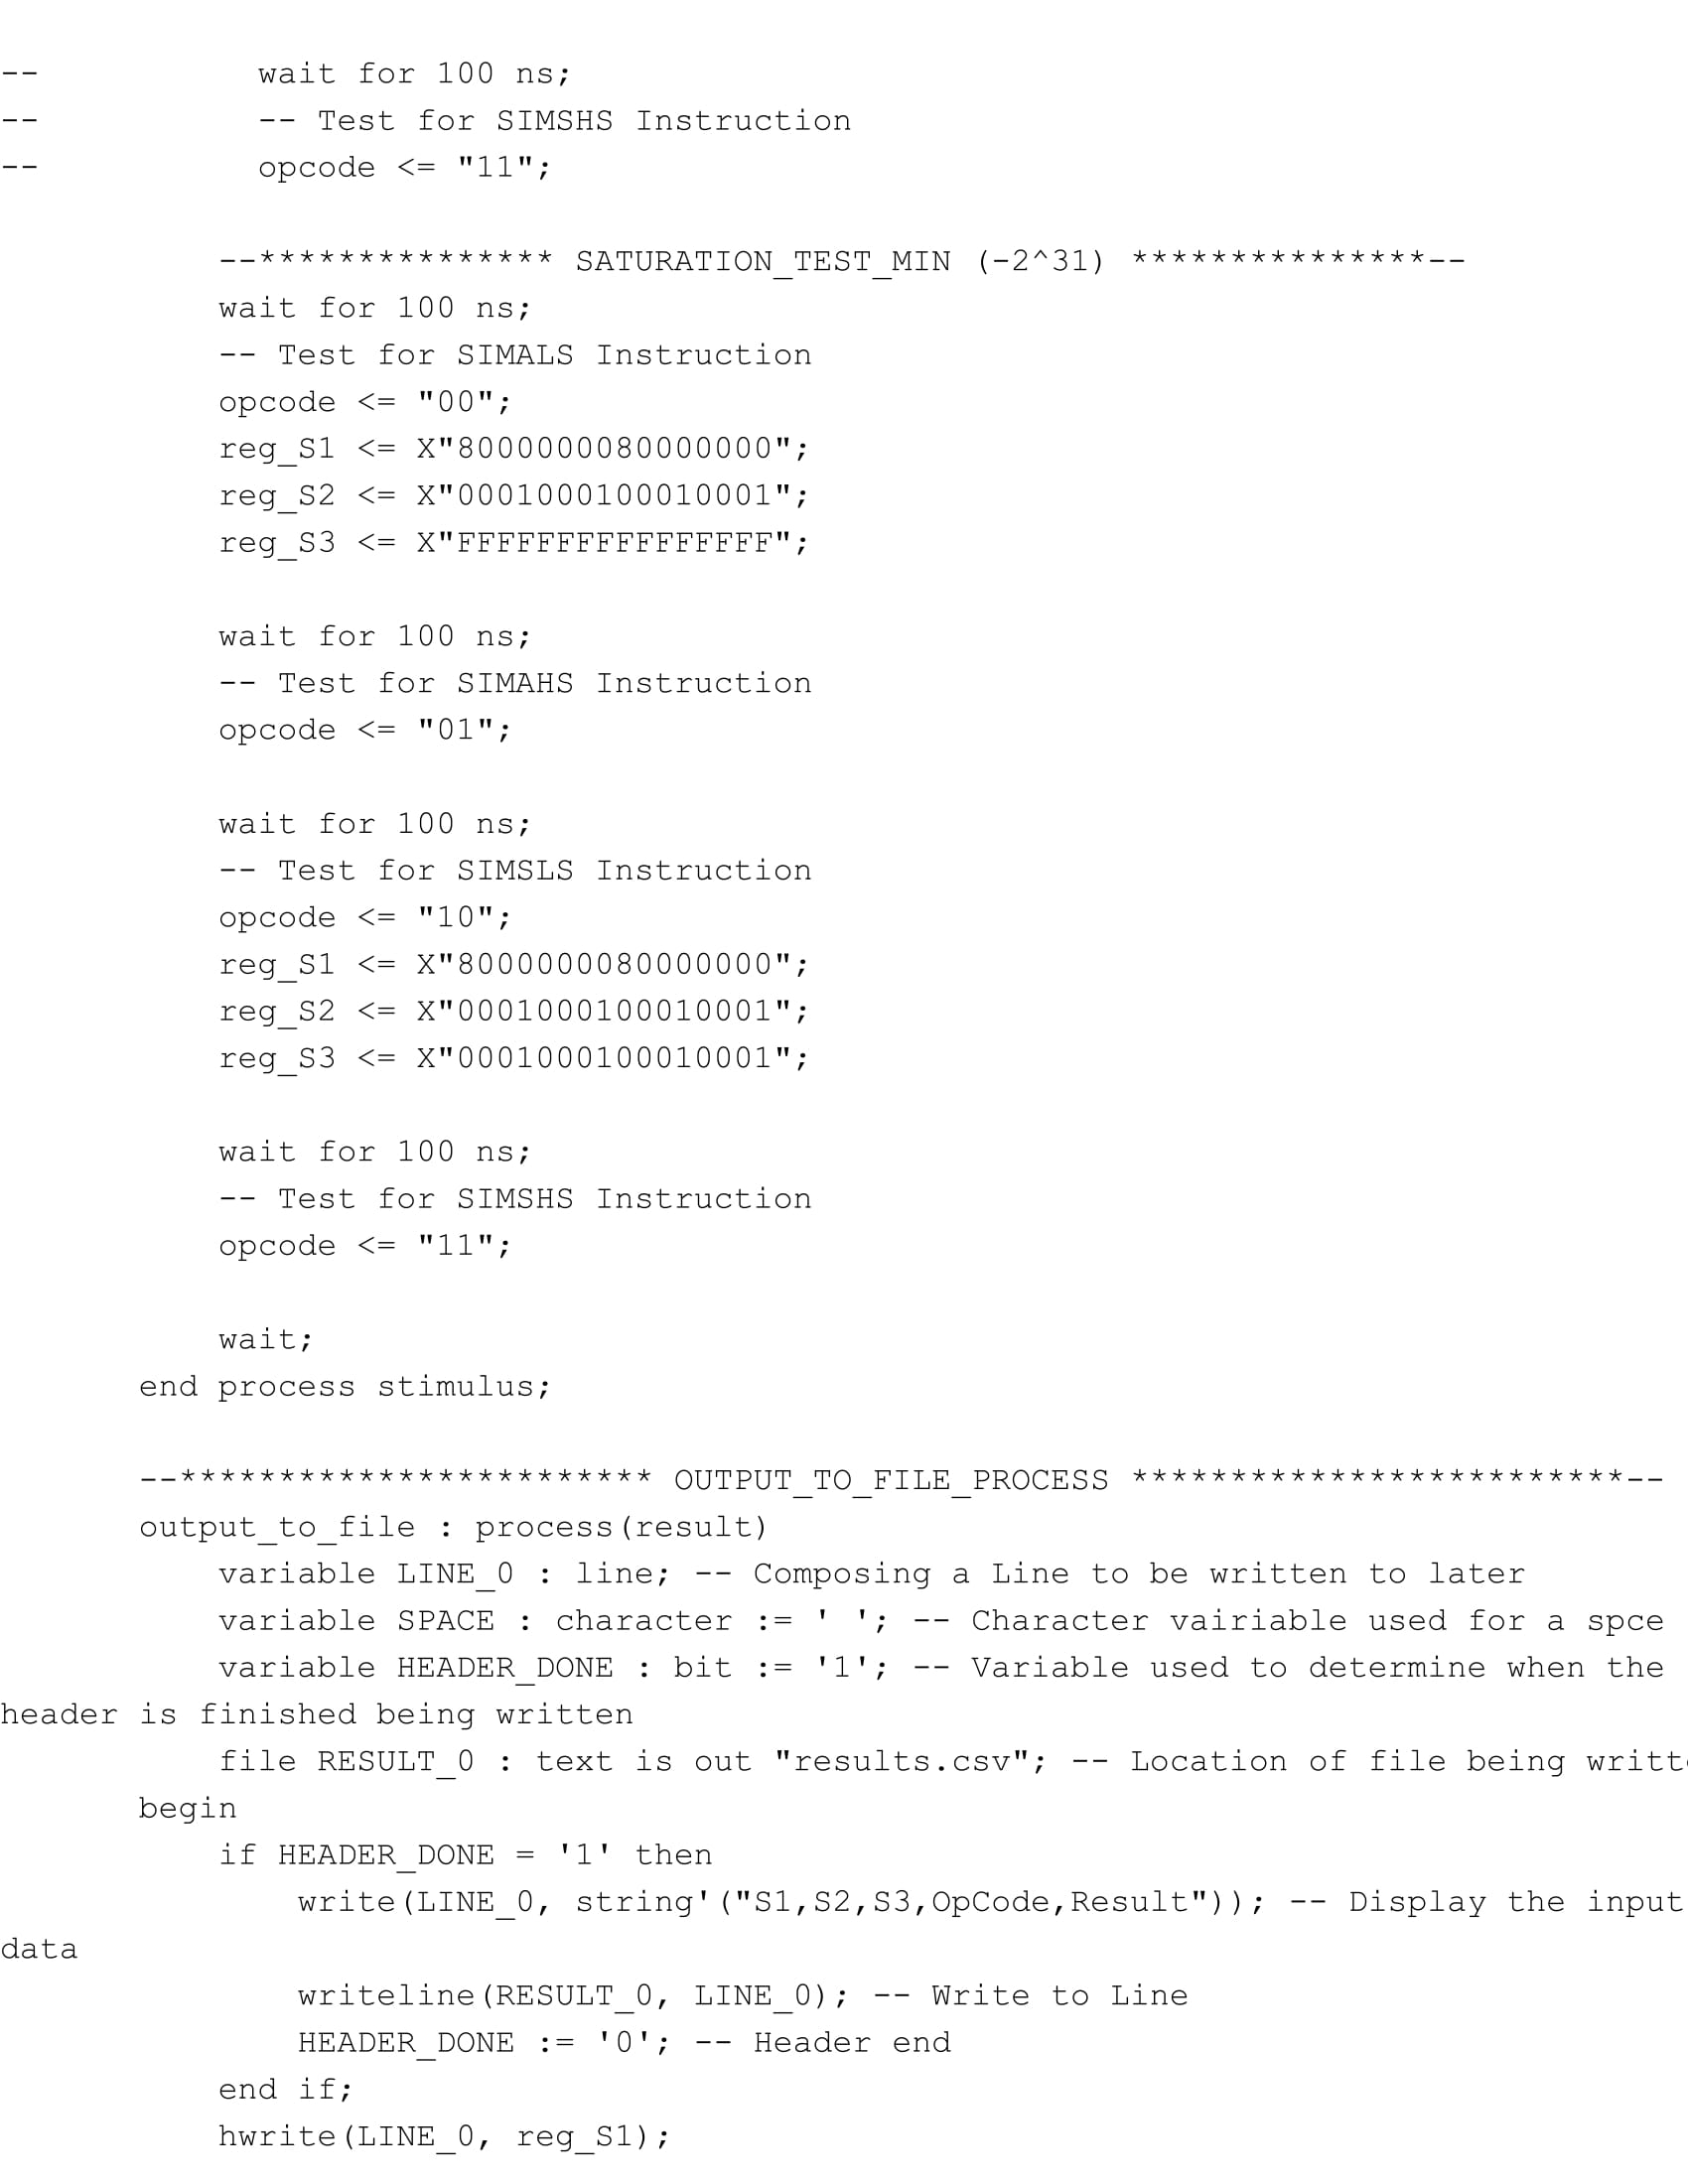 --           wait for 100 ns;
--           -- Test for SIMSHS Instruction
--           opcode <= "11";
--*************** SATURATION_TEST_MIN (-2^31) ***************--
wait for 100 ns;
-- Test for SIMALS Instruction
opcode <= "00";
reg_S1 <= X"8000000080000000";
reg_S2 <= X"0001000100010001";
reg_S3 <= X"FFFFFFFFFFFFFFFF";
wait for 100 ns;
-- Test for SIMAHS Instruction
opcode <= "01";
wait for 100 ns;
-- Test for SIMSLS Instruction
opcode <= "10";
reg_S1 <= X"8000000080000000";
reg_S2 <= X"0001000100010001";
reg_S3 <= X"0001000100010001";
wait for 100 ns;
-- Test for SIMSHS Instruction
opcode <= "11";
wait;
end process stimulus;
--************************ OUTPUT_TO_FILE_PROCESS *************************--
output_to_file : process(result)
variable LINE_0 : line; -- Composing a Line to be written to later
variable SPACE : character := ' '; -- Character vairiable used for a spce
variable HEADER_DONE : bit := '1'; -- Variable used to determine when the
header is finished being written
file RESULT_0 : text is out "results.csv"; -- Location of file being writt
begin
if HEADER_DONE = '1' then
write(LINE_0, string'("S1,S2,S3,OpCode,Result")); -- Display the input
data
writeline(RESULT_0, LINE_0); -- Write to Line
HEADER_DONE := '0'; -- Header end
end if;
hwrite(LINE_0, reg_S1);